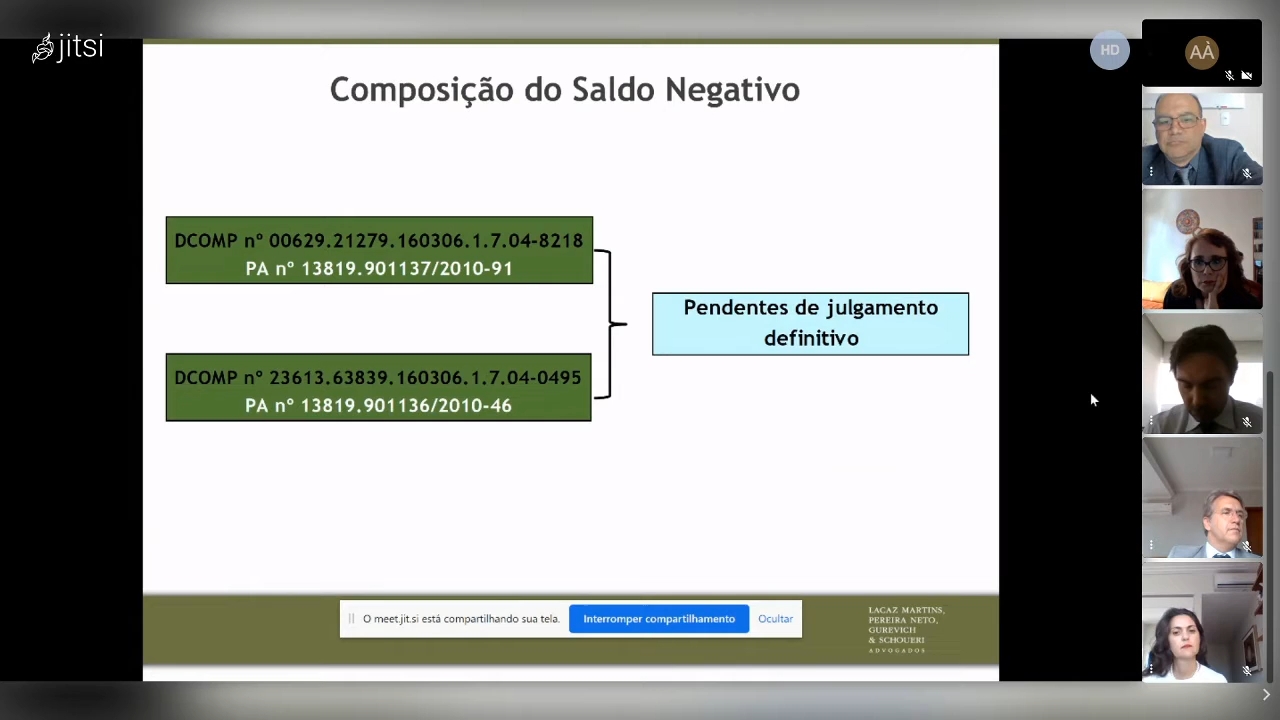 jitsi
HD
AÀ
Composição do Saldo Negativo
DCOMP nº 00629.21279.160306.1.7.04-8218
PA nº 13819.901137/2010-91
Pendentes de julgamento
definitivo
DCOMP nº 23613.63839.160306.1.7.04-0495
PA nº 13819.901136/2010-46
O meet.jit.si está compartilhando sua tela.
Interromper compartilhamento
Ocultar
LACAZ MARTINS,
PEREIRA NETO,
GUREVICH
& SCHOUERI
ADVOGADOS